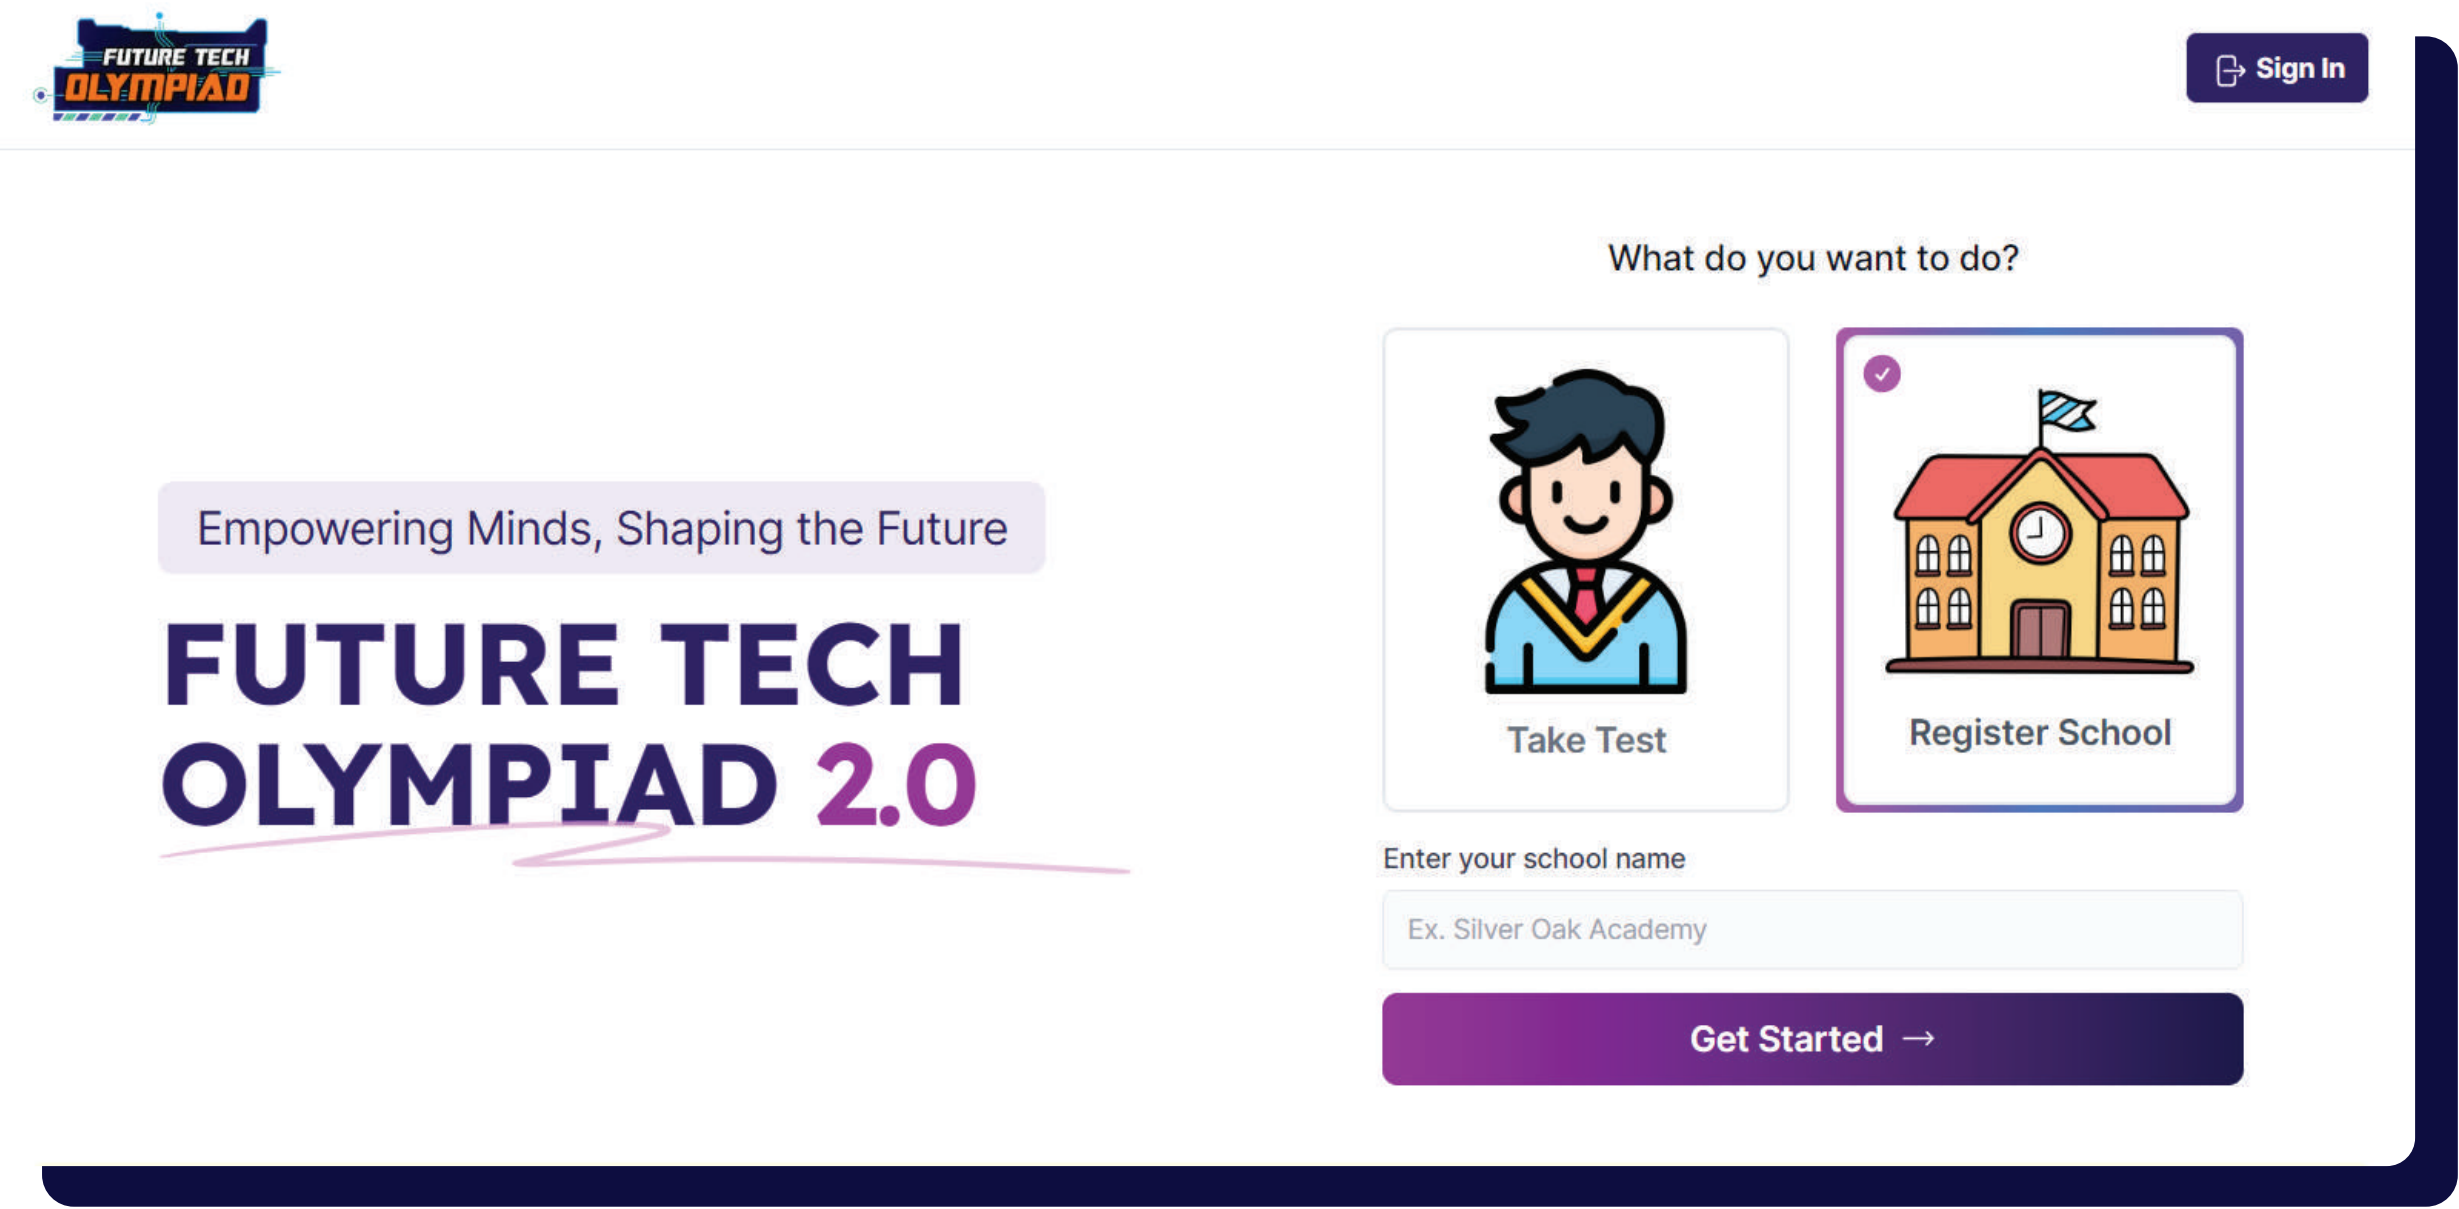 FUTURE TECH
OLYMPIAD
Sign In
What do you want to do?
Empowering Minds, Shaping the Future
FUTURE TECH
OLYMPIAD 2.0
Take Test
Register School
Enter your school name
Ex. Silver Oak Academy
Get Started →